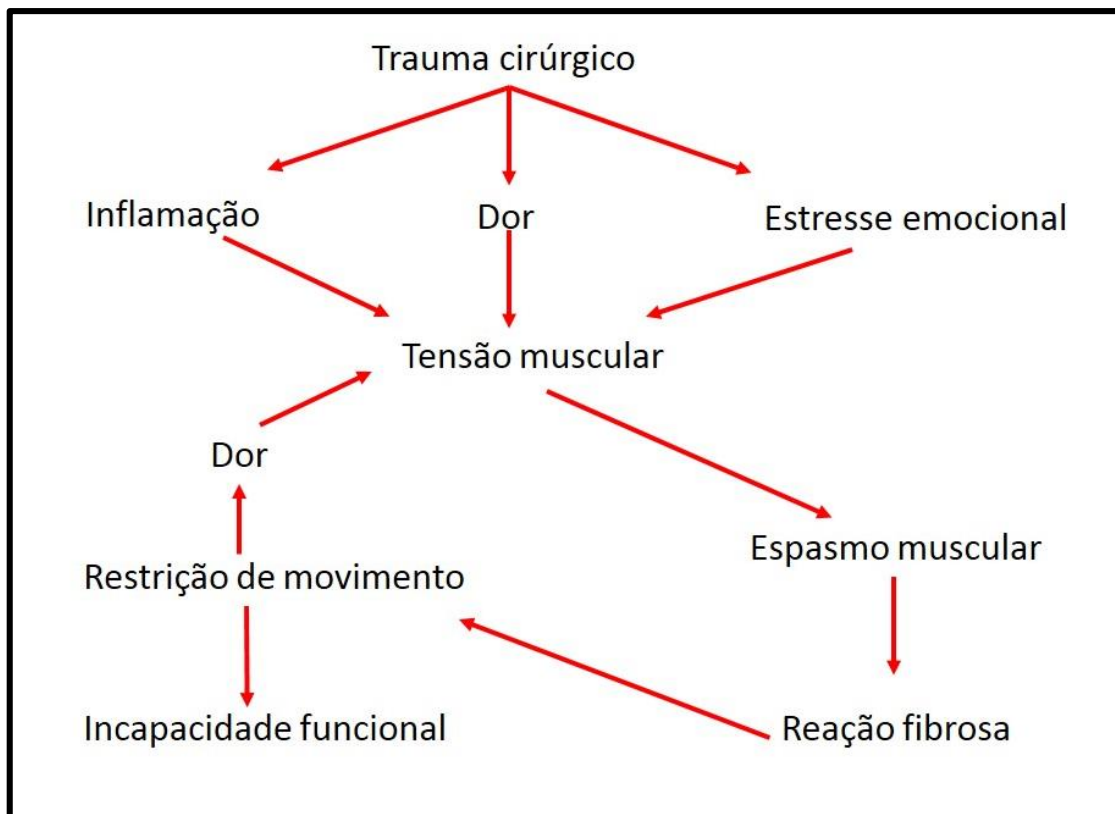 Trauma cirúrgico
Inflamação
Dor
Estresse emocional
Tensão muscular
Dor
Espasmo muscular
Restrição de movimento
Incapacidade funcional
Reação fibrosa